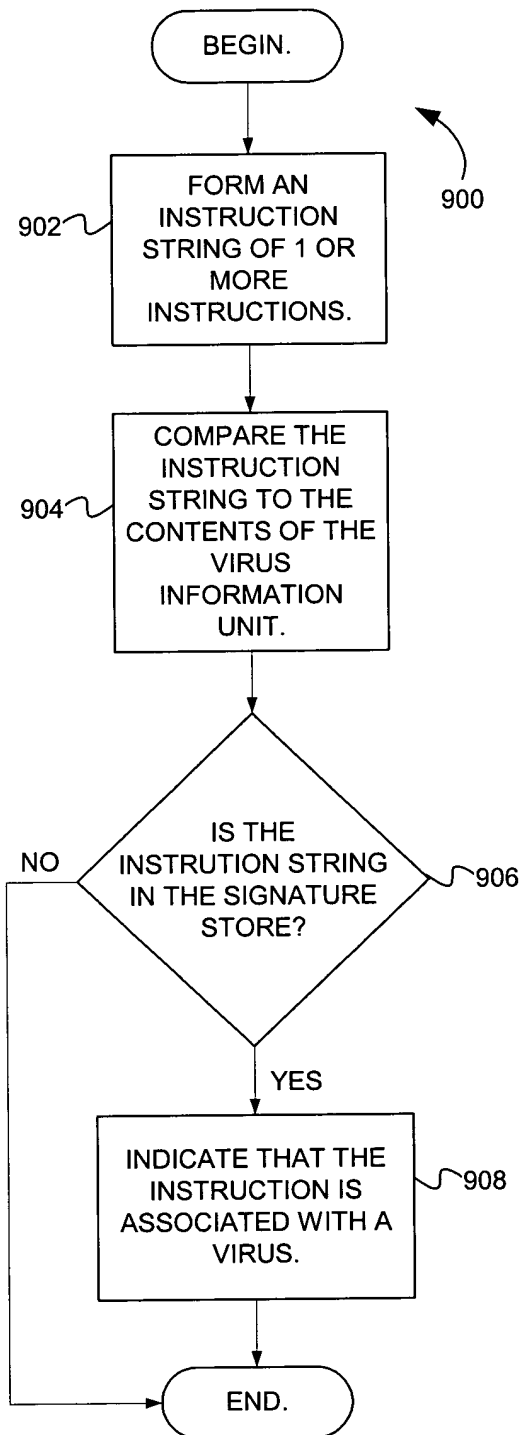 BEGIN.
900
902
FORM AN
INSTRUCTION
STRING OF 1 OR
MORE
INSTRUCTIONS.
904
COMPARE THE
INSTRUCTION
STRING TO THE
CONTENTS OF THE
VIRUS
INFORMATION
UNIT.
NO
IS THE
INSTRUTION STRING
IN THE SIGNATURE
STORE?
906
YES
INDICATE THAT THE
INSTRUCTION IS
ASSOCIATED WITH A
VIRUS.
908
END.